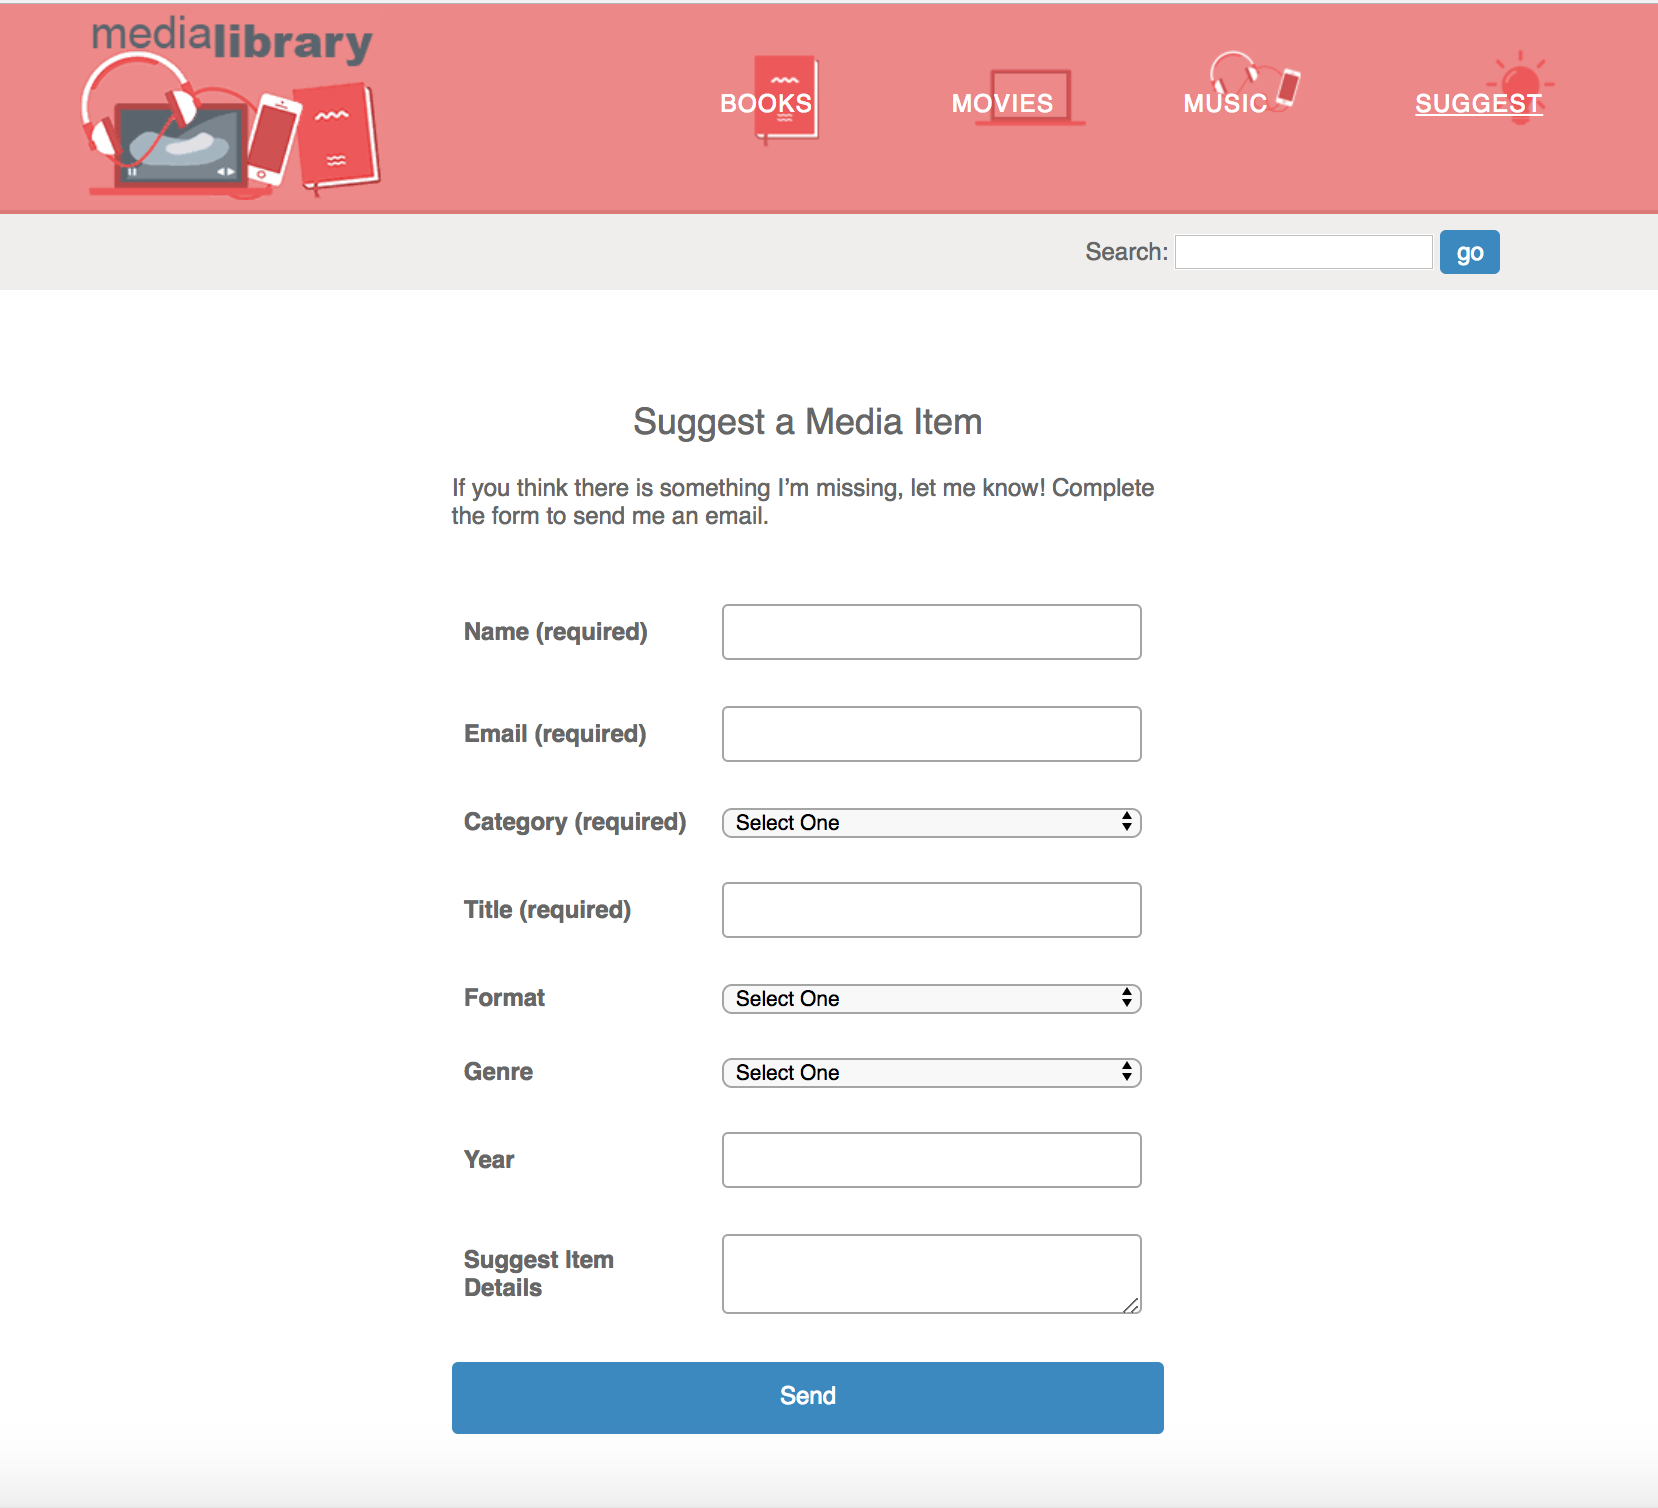 medialibrary
BOOKS
MOVIES
MUSIC
SUGGEST
Search:
go
Suggest a Media Item
If you think there is something I’m missing, let me know! Complete
the form to send me an email.
Name (required)
Email (required)
Category (required)
Select One
Title (required)
Format
Select One
Genre
Select One
Year
Suggest Item
Details
Send